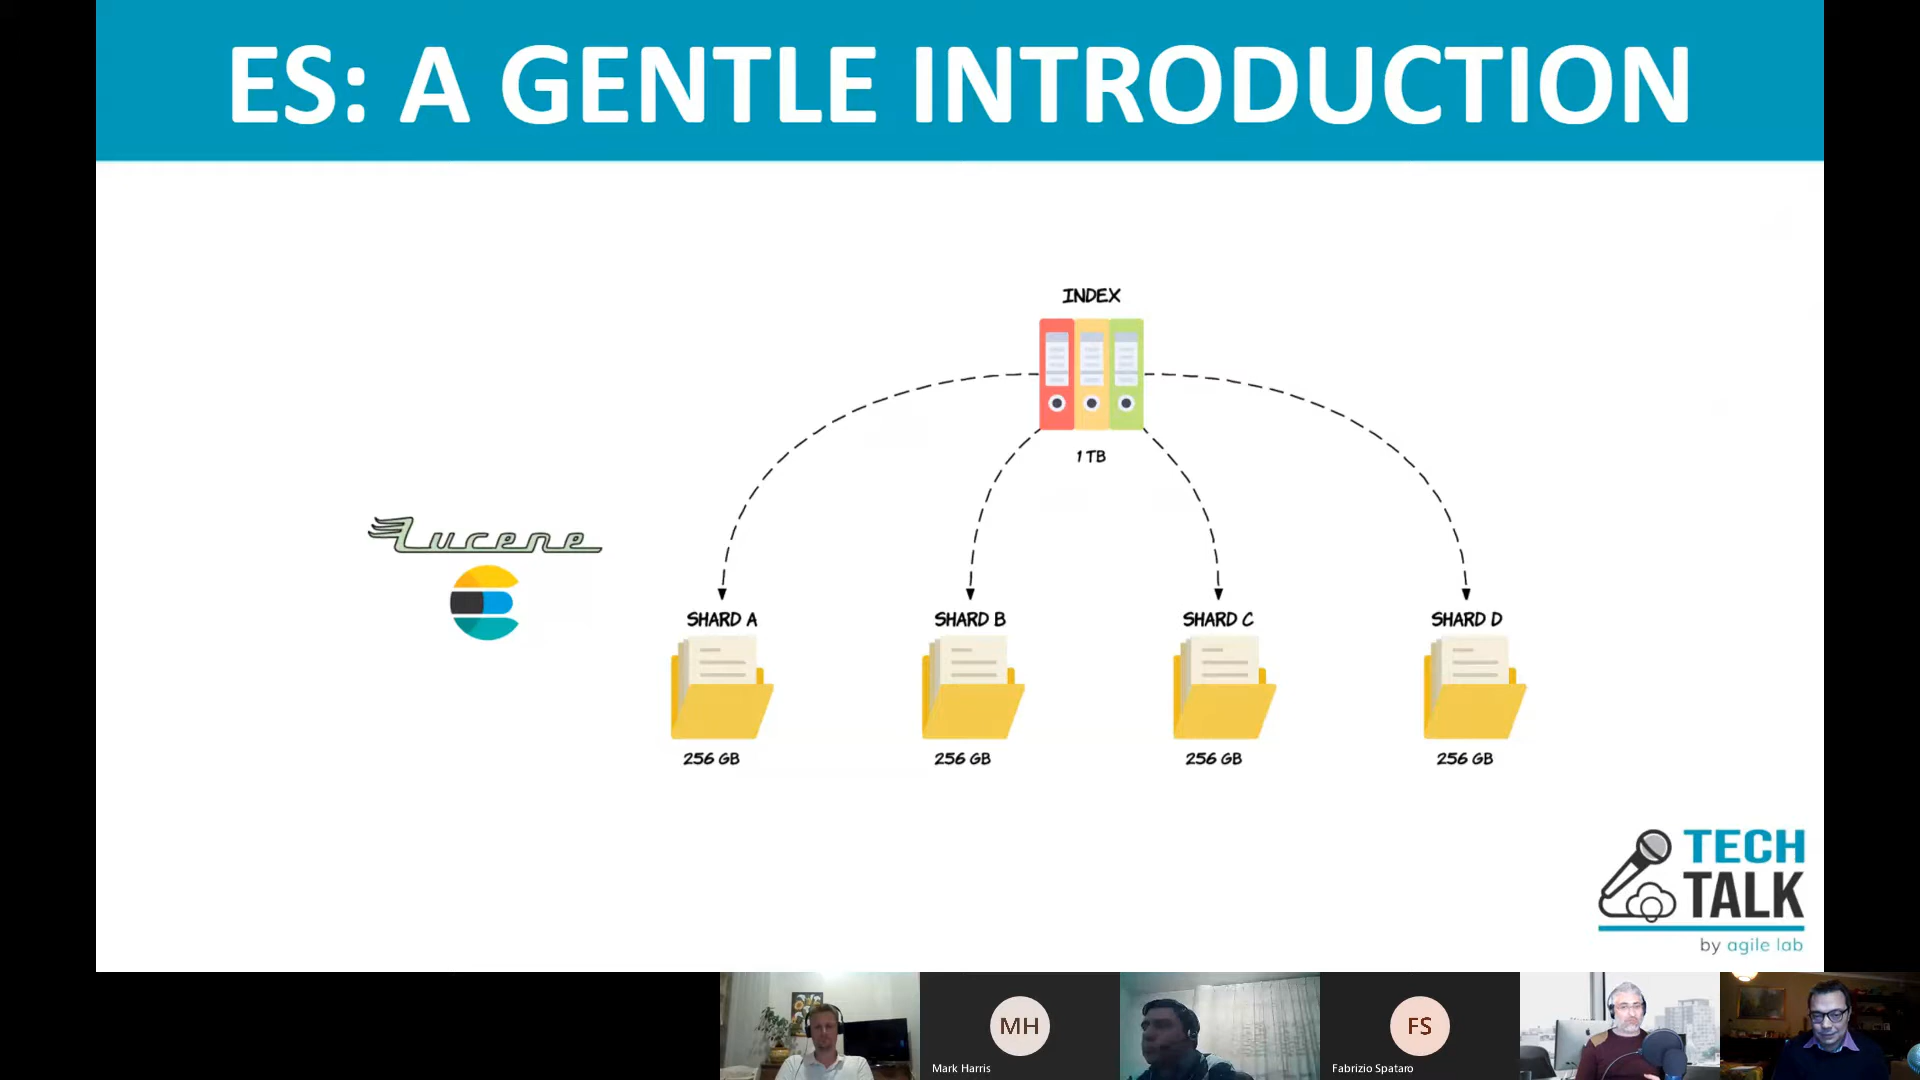 ES: A GENTLE INTRODUCTION
INDEX
1 TB
Lucene
SHARD A
SHARD B
SHARD C
SHARD D
256 GB
256 GB
256 GB
256 GB
TECH
TALK
by agile lab
MH
Mark Harris
FS
Fabrizio Spataro